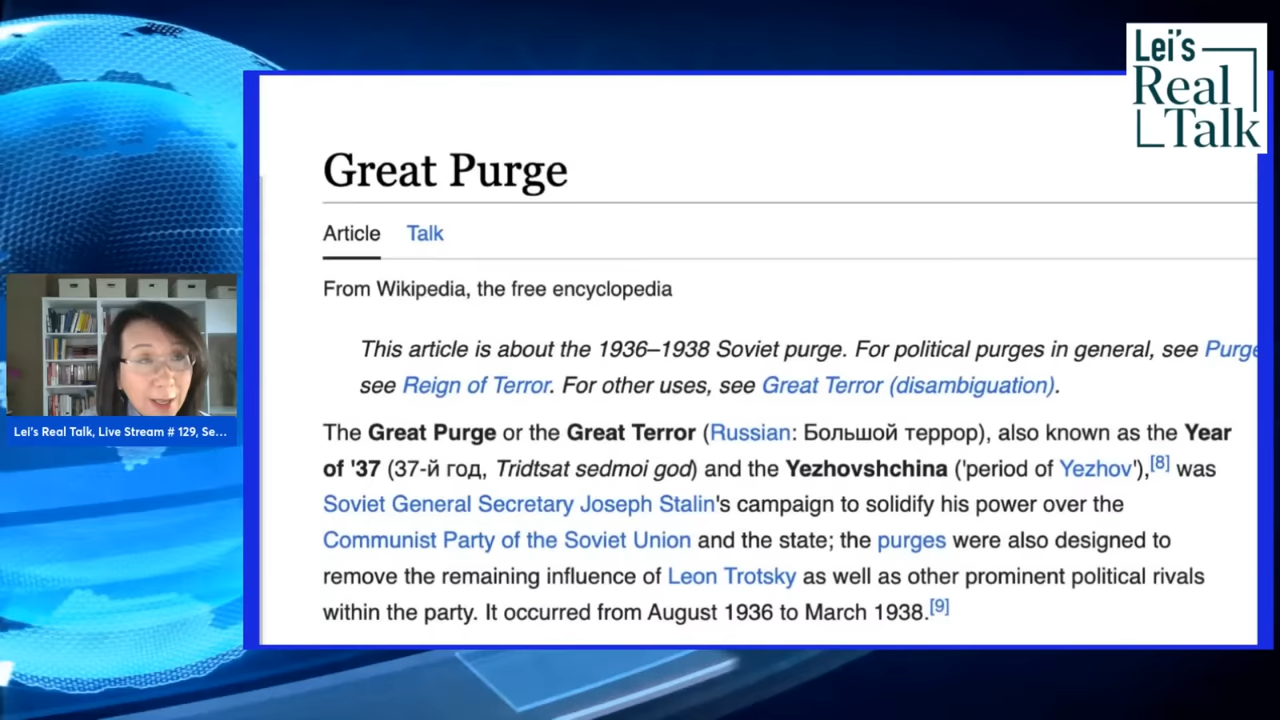 Lei's
Real
Talk
Great Purge
Article Talk
From Wikipedia, the free encyclopedia
This article is about the 1936–1938 Soviet purge. For political purges in general, see Purge
see Reign of Terror. For other uses, see Great Terror (disambiguation).
The Great Purge or the Great Terror (Russian: Большой террор), also known as the Year
of '37 (37-й год, Tridtsat sedmoi god) and the Yezhovshchina ('period of Yezhov'),[8] was
Soviet General Secretary Joseph Stalin's campaign to solidify his power over the
Communist Party of the Soviet Union and the state; the purges were also designed to
remove the remaining influence of Leon Trotsky as well as other prominent political rivals
within the party. It occurred from August 1936 to March 1938.[9]
Lei's Real Talk, Live Stream # 129, Se...